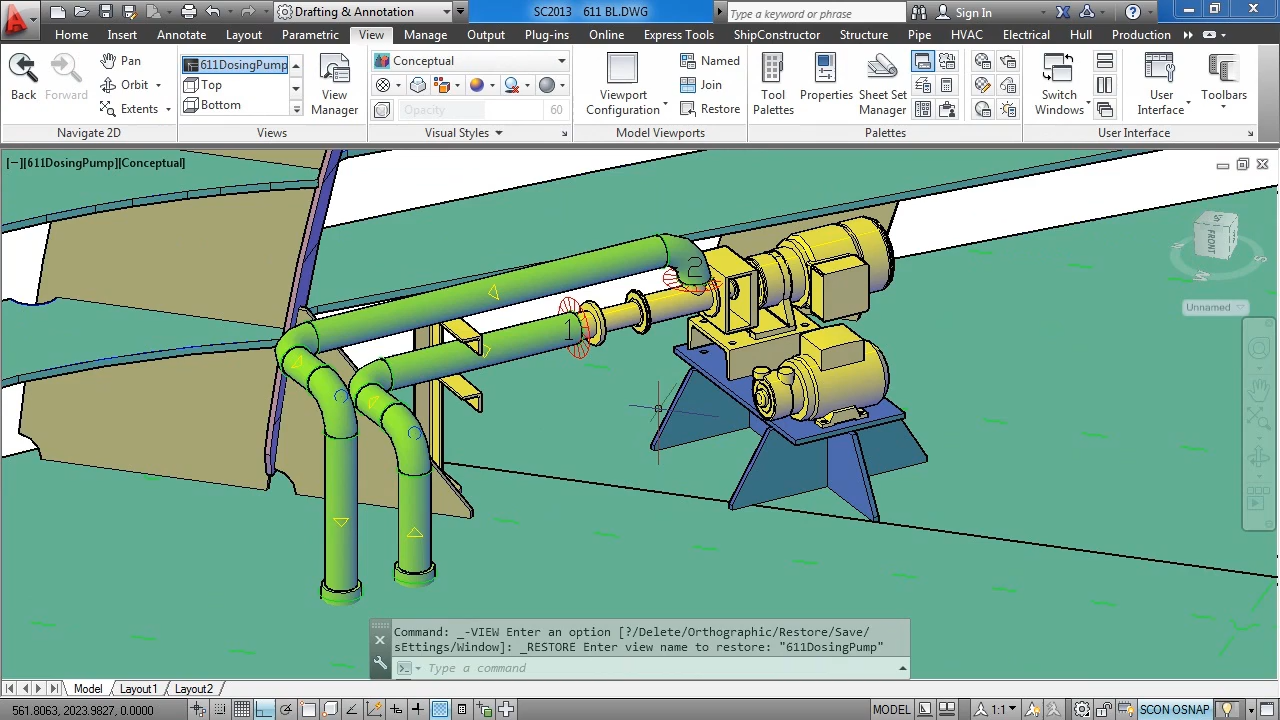 Drafting & Annotation
SC2013 611 BL.DWG
Type a keyword or phrase
Sign In
Home Insert Annotate Layout Parametric View Manage Output Plug-ins Online Express Tools ShipConstructor Structure Pipe HVAC Electrical Hull Production
Back
Forward
Pan
Orbit
Extents
Navigate 2D
611DosingPump
Top
Bottom
View
Manager
Views
Conceptual
Opacity 60
Visual Styles
Viewport
Configuration
Named
Join
Restore
Model Viewports
Tool
Palettes
Properties
Sheet Set
Manager
Palettes
Switch
Windows
User
Interface
Toolbars
User Interface
[−][611DosingPump][Conceptual]
FRONT
Unnamed
2
1
Command: _-VIEW Enter an option [?/Delete/Orthographic/Restore/Save/
sEttings/Window]: _RESTORE Enter view name to restore: "611DosingPump"
Type a command
Model Layout1 Layout2
561.8063, 2023.9827, 0.0000
MODEL
1:1
SCON OSNAP